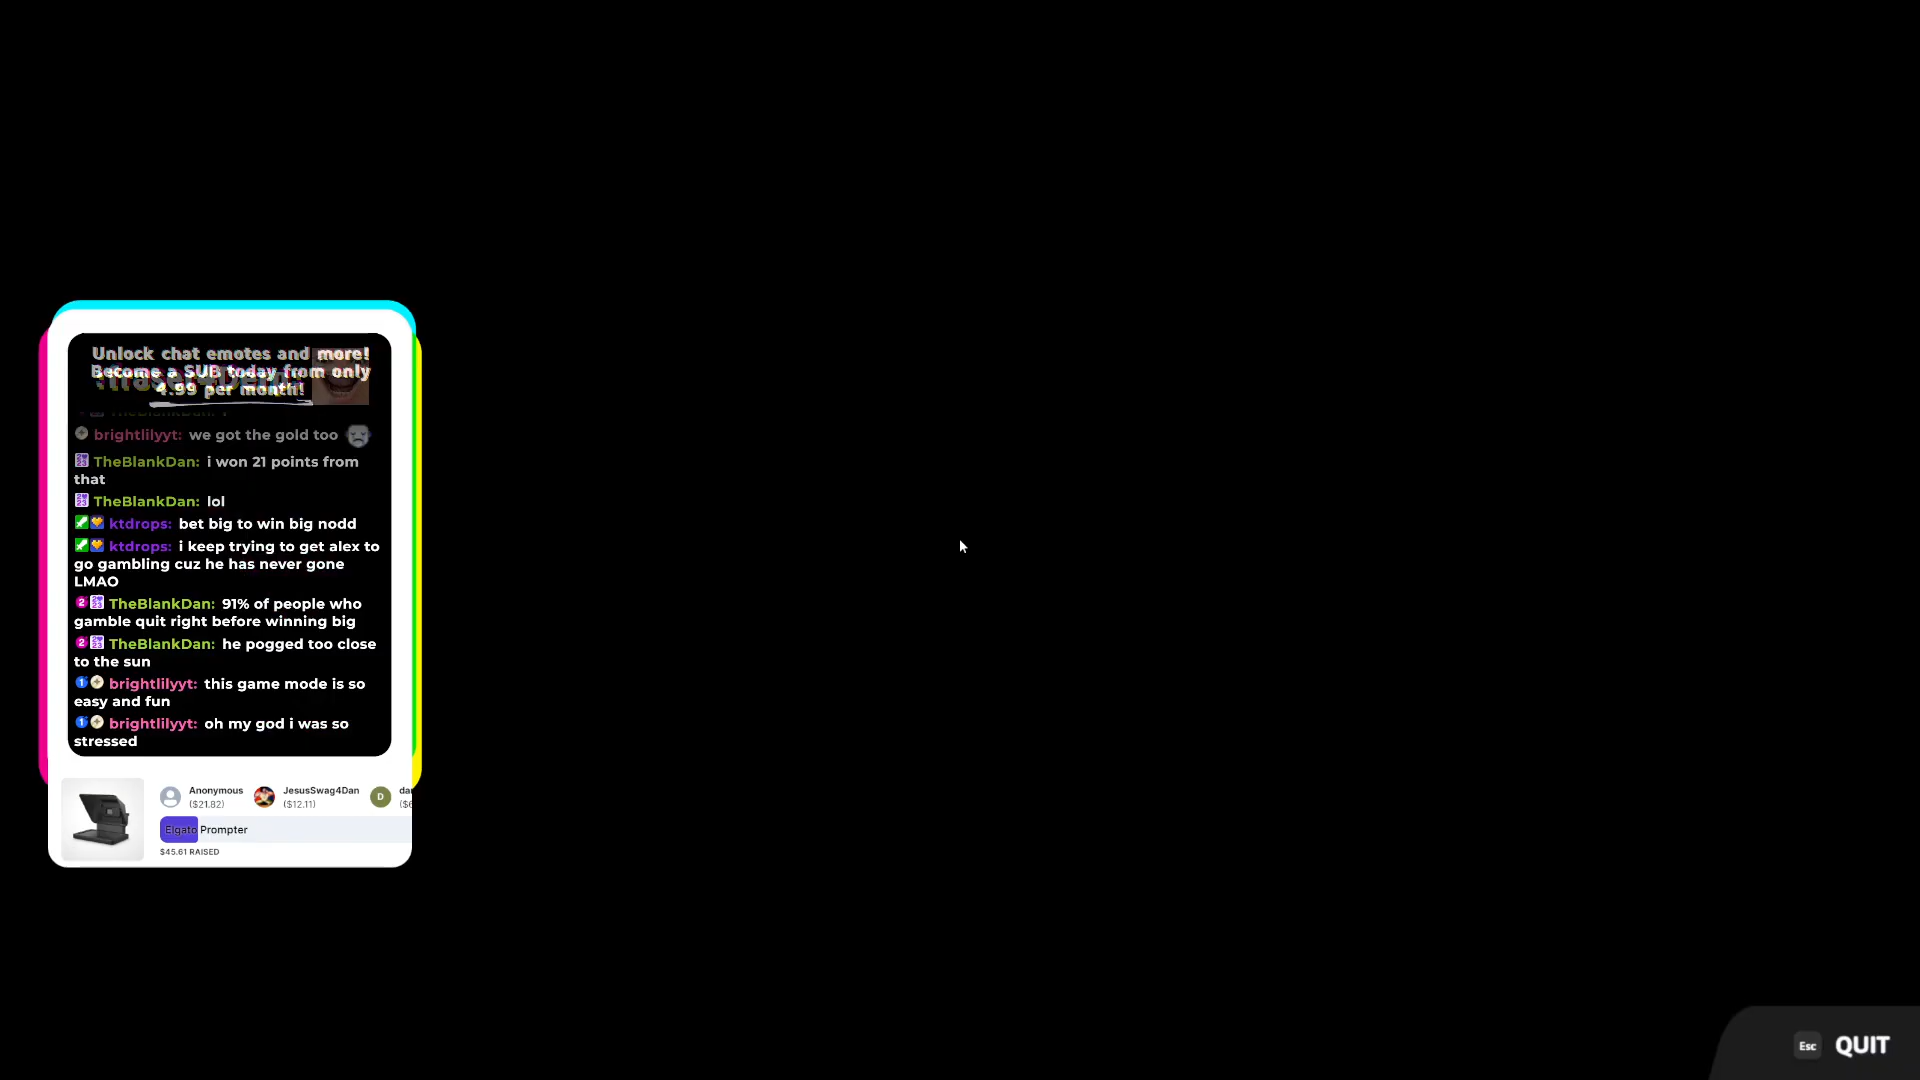 Unlock chat emotes and more!
Become a SUB today from only
4.99 per month!
brightlilyyt: we got the gold too
TheBlankDan: i won 21 points from
that
TheBlankDan: lol
ktdrops: bet big to win big nodd
ktdrops: i keep trying to get alex to
go gambling cuz he has never gone
LMAO
TheBlankDan: 91% of people who
gamble quit right before winning big
TheBlankDan: he pogged too close
to the sun
brightlilyyt: this game mode is so
easy and fun
brightlilyyt: oh my god i was so
stressed
Anonymous JesusSwag4Dan
($21.82) ($12.11)
D
Elgato Prompter
$45.61 RAISED
Esc QUIT